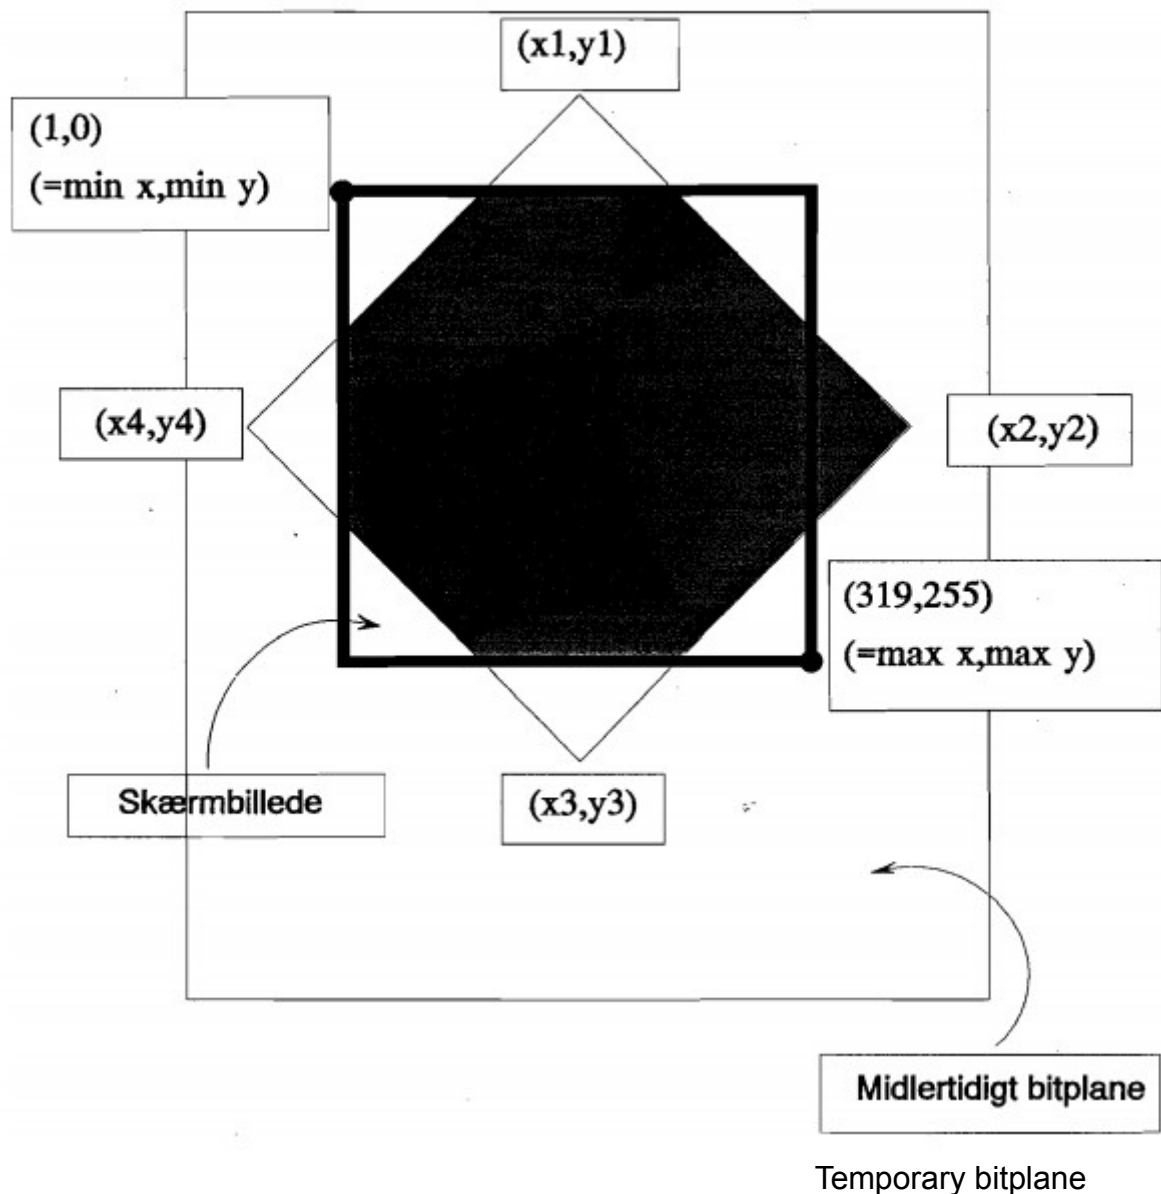 (x1,y1)
(1,0)
(=min x,min y)
(x4,y4)
(x2,y2)
(319,255)
(=max x,max y)
Skærmbillede
(x3,y3)
Midlertidigt bitplane
Temporary bitplane